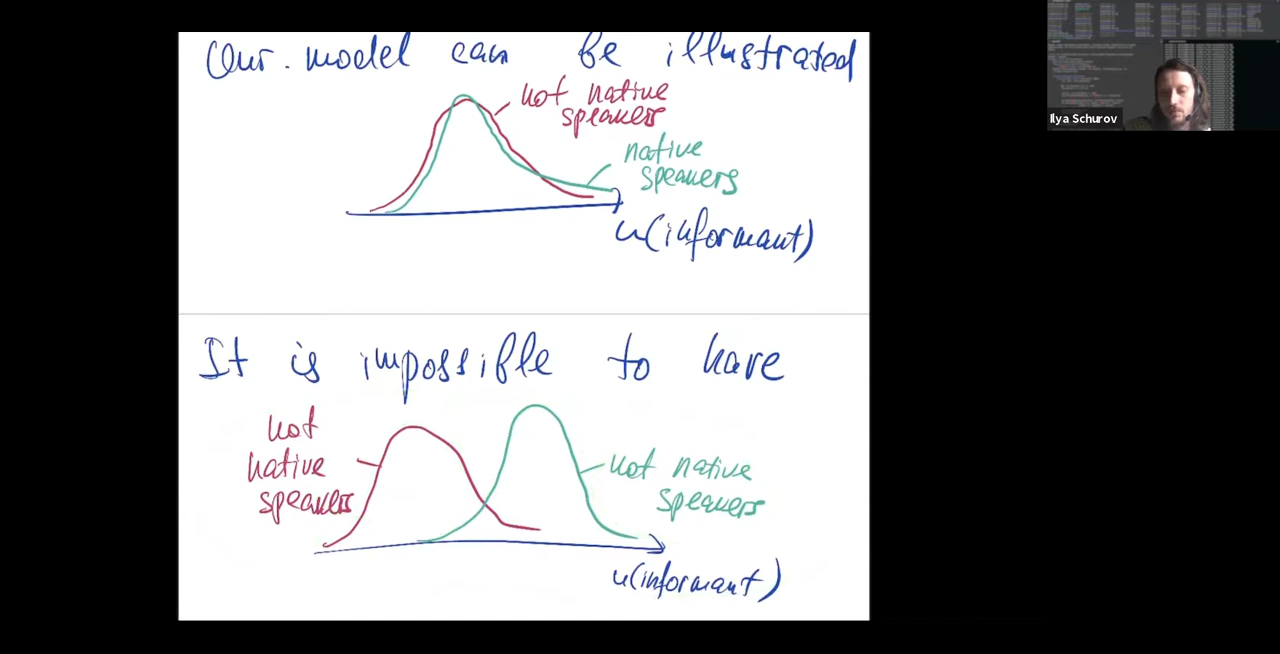 Our model can be illustrated
not native
speakers
native
speakers
u(informant)
It is impossible to have
not
native
speakers
not native
speakers
u(informant)
Ilya Schurov